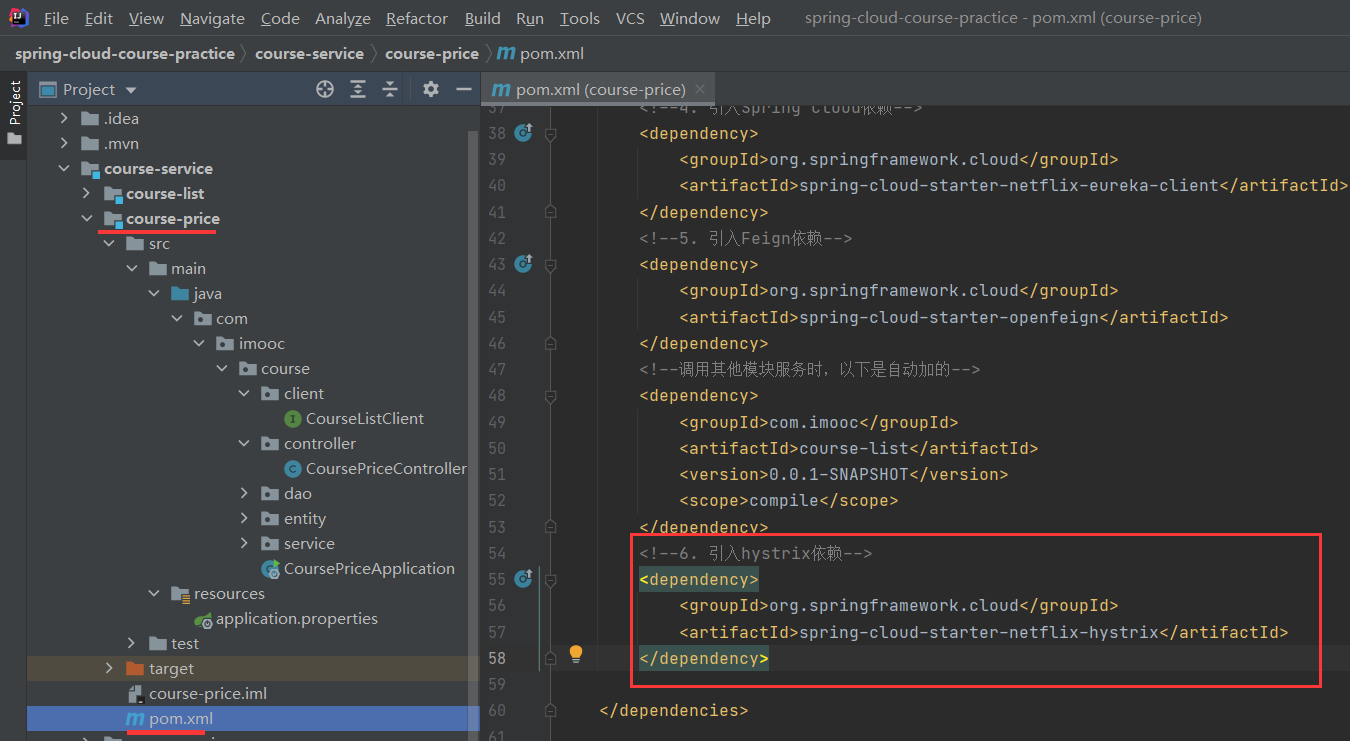 File Edit View Navigate Code Analyze Refactor Build Run Tools VCS Window Help spring-cloud-course-practice - pom.xml (course-price)
spring-cloud-course-practice course-service course-price pom.xml
Project
Project
.idea
.mvn
course-service
course-list
course-price
src
main
java
com
imooc
course
client
CourseListClient
controller
CoursePriceController
dao
entity
service
CoursePriceApplication
resources
application.properties
test
target
course-price.iml
pom.xml
pom.xml (course-price)
37 <!--4. 引入Spring Cloud依赖-->
38 <dependency>
39 <groupId>org.springframework.cloud</groupId>
40 <artifactId>spring-cloud-starter-netflix-eureka-client</artifactId>
41 </dependency>
42 <!--5. 引入Feign依赖-->
43 <dependency>
44 <groupId>org.springframework.cloud</groupId>
45 <artifactId>spring-cloud-starter-openfeign</artifactId>
46 </dependency>
47 <!--调用其他模块服务时，以下是自动加的-->
48 <dependency>
49 <groupId>com.imooc</groupId>
50 <artifactId>course-list</artifactId>
51 <version>0.0.1-SNAPSHOT</version>
52 <scope>compile</scope>
53 </dependency>
54 <!--6. 引入hystrix依赖-->
55 <dependency>
56 <groupId>org.springframework.cloud</groupId>
57 <artifactId>spring-cloud-starter-netflix-hystrix</artifactId>
58 </dependency>
59
60 </dependencies>
61